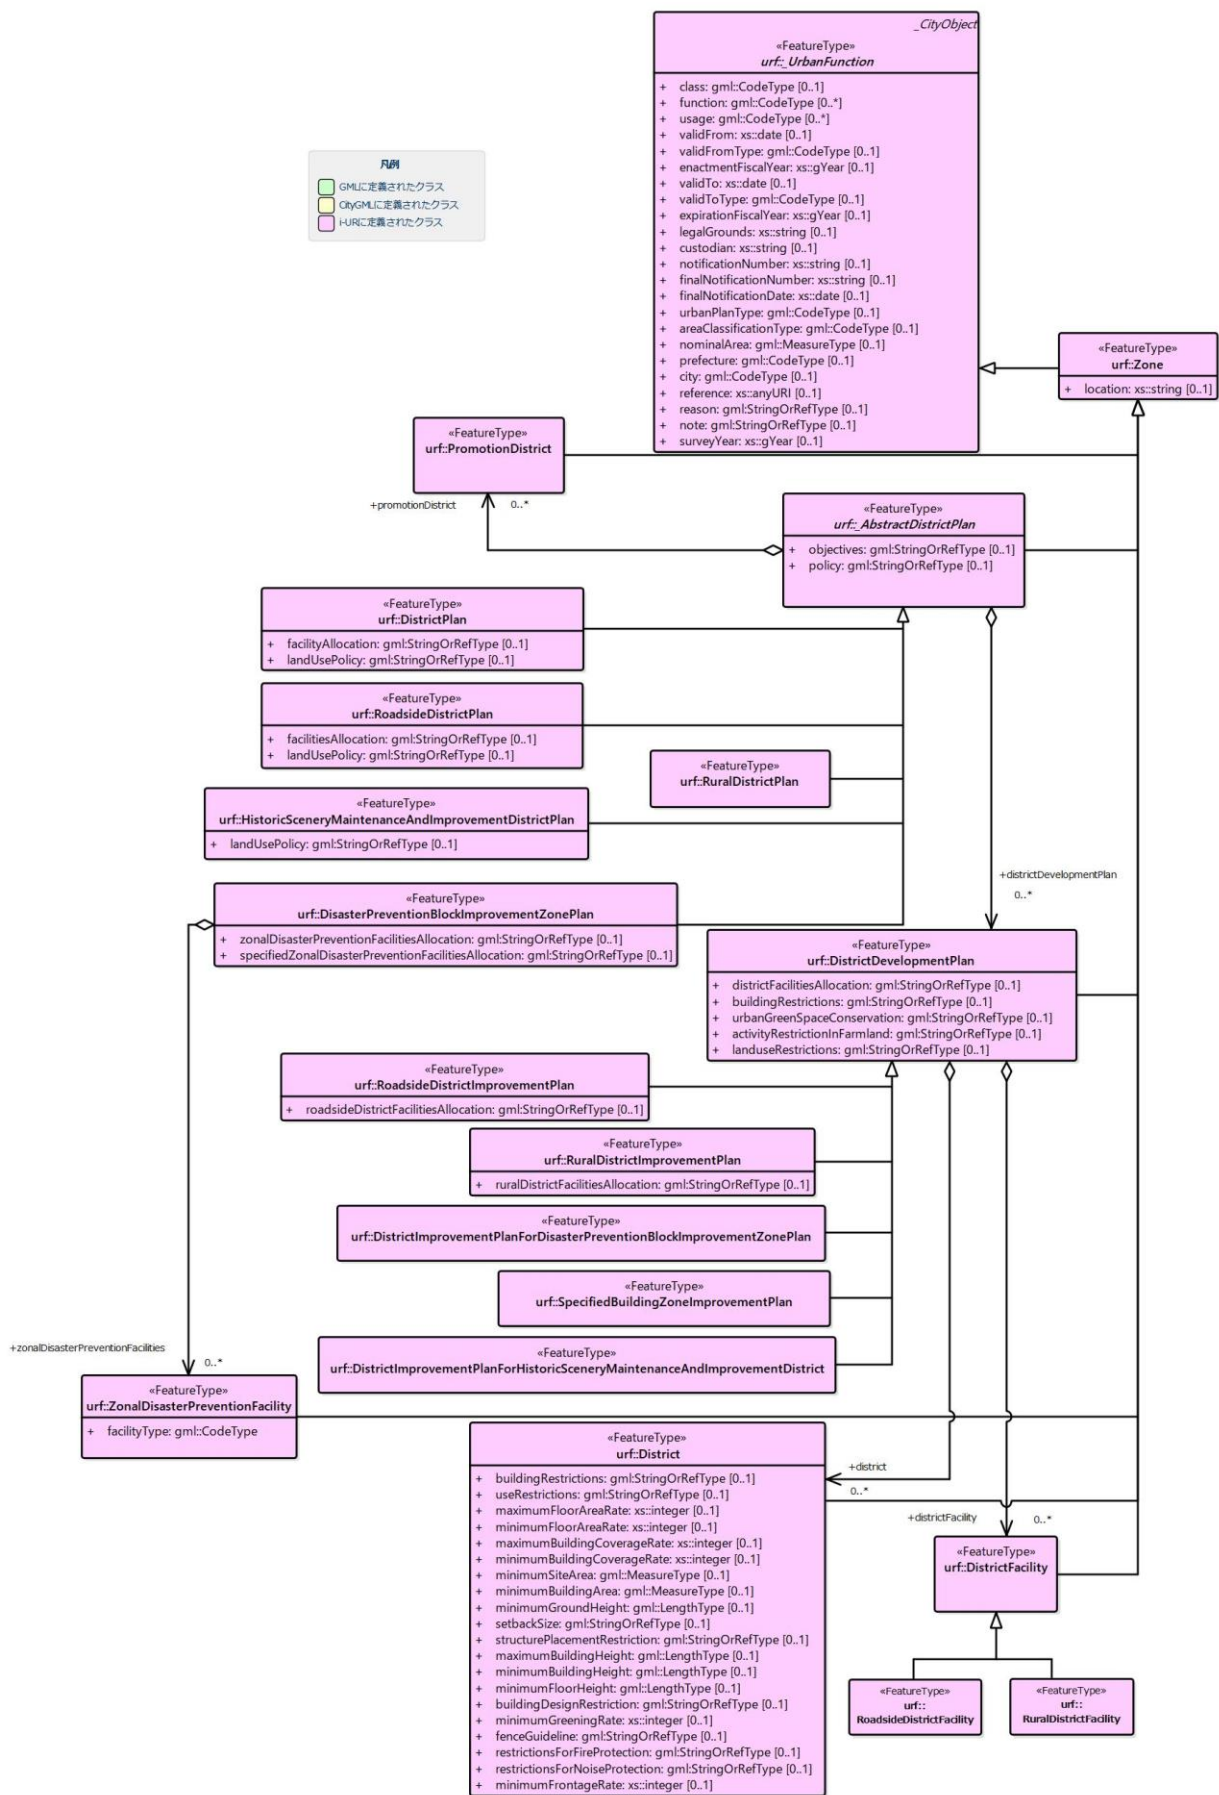 _CityObject
«FeatureType»
urf::_UrbanFunction
+ class: gml::CodeType [0..1]
+ function: gml::CodeType [0..*]
+ usage: gml::CodeType [0..*]
+ validFrom: xs::date [0..1]
+ validFromType: gml::CodeType [0..1]
+ enactmentFiscalYear: xs::gYear [0..1]
+ validTo: xs::date [0..1]
+ validToType: gml::CodeType [0..1]
+ expirationFiscalYear: xs::gYear [0..1]
+ legalGrounds: xs::string [0..1]
+ custodian: xs::string [0..1]
+ notificationNumber: xs::string [0..1]
+ finalNotificationNumber: xs::string [0..1]
+ finalNotificationDate: xs::date [0..1]
+ urbanPlanType: gml::CodeType [0..1]
+ areaClassificationType: gml::CodeType [0..1]
+ nominalArea: gml::MeasureType [0..1]
+ prefecture: gml::CodeType [0..1]
+ city: gml::CodeType [0..1]
+ reference: xs::anyURI [0..1]
+ reason: gml:StringOrRefType [0..1]
+ note: gml:StringOrRefType [0..1]
+ surveyYear: xs::gYear [0..1]
凡例
GMLに定義されたクラス
CityGMLに定義されたクラス
i-URに定義されたクラス
«FeatureType»
urf::Zone
+ location: xs::string [0..1]
«FeatureType»
urf::PromotionDistrict
+promotionDistrict
0..*
«FeatureType»
urf::_AbstractDistrictPlan
+ objectives: gml:StringOrRefType [0..1]
+ policy: gml:StringOrRefType [0..1]
«FeatureType»
urf::DistrictPlan
+ facilityAllocation: gml:StringOrRefType [0..1]
+ landUsePolicy: gml:StringOrRefType [0..1]
«FeatureType»
urf::RoadsideDistrictPlan
+ facilitiesAllocation: gml:StringOrRefType [0..1]
+ landUsePolicy: gml:StringOrRefType [0..1]
«FeatureType»
urf::RuralDistrictPlan
«FeatureType»
urf::HistoricSceneryMaintenanceAndImprovementDistrictPlan
+ landUsePolicy: gml:StringOrRefType [0..1]
+districtDevelopmentPlan
0..*
«FeatureType»
urf::DisasterPreventionBlockImprovementZonePlan
+ zonalDisasterPreventionFacilitiesAllocation: gml:StringOrRefType [0..1]
+ specifiedZonalDisasterPreventionFacilitiesAllocation: gml:StringOrRefType [0..1]
«FeatureType»
urf::DistrictDevelopmentPlan
+ districtFacilitiesAllocation: gml:StringOrRefType [0..1]
+ buildingRestrictions: gml:StringOrRefType [0..1]
+ urbanGreenSpaceConservation: gml:StringOrRefType [0..1]
+ activityRestrictionInFarmland: gml:StringOrRefType [0..1]
+ landuseRestrictions: gml:StringOrRefType [0..1]
«FeatureType»
urf::RoadsideDistrictImprovementPlan
+ roadsideDistrictFacilitiesAllocation: gml:StringOrRefType [0..1]
«FeatureType»
urf::RuralDistrictImprovementPlan
+ ruralDistrictFacilitiesAllocation: gml:StringOrRefType [0..1]
«FeatureType»
urf::DistrictImprovementPlanForDisasterPreventionBlockImprovementZonePlan
«FeatureType»
urf::SpecifiedBuildingZoneImprovementPlan
«FeatureType»
urf::DistrictImprovementPlanForHistoricSceneryMaintenanceAndImprovementDistrict
+zonalDisasterPreventionFacilities
0..*
«FeatureType»
urf::ZonalDisasterPreventionFacility
+ facilityType: gml::CodeType
«FeatureType»
urf::District
+ buildingRestrictions: gml:StringOrRefType [0..1]
+ useRestrictions: gml:StringOrRefType [0..1]
+ maximumFloorAreaRate: xs::integer [0..1]
+ minimumFloorAreaRate: xs::integer [0..1]
+ maximumBuildingCoverageRate: xs::integer [0..1]
+ minimumBuildingCoverageRate: xs::integer [0..1]
+ minimumSiteArea: gml::MeasureType [0..1]
+ minimumBuildingArea: gml::MeasureType [0..1]
+ minimumGroundHeight: gml::LengthType [0..1]
+ setbackSize: gml:StringOrRefType [0..1]
+ structurePlacementRestriction: gml:StringOrRefType [0..1]
+ maximumBuildingHeight: gml::LengthType [0..1]
+ minimumBuildingHeight: gml::LengthType [0..1]
+ minimumFloorHeight: gml::LengthType [0..1]
+ buildingDesignRestriction: gml:StringOrRefType [0..1]
+ minimumGreeningRate: xs::integer [0..1]
+ fenceGuideline: gml:StringOrRefType [0..1]
+ restrictionsForFireProtection: gml:StringOrRefType [0..1]
+ restrictionsForNoiseProtection: gml:StringOrRefType [0..1]
+ minimumFrontageRate: xs::integer [0..1]
+district
0..*
+districtFacility
0..*
«FeatureType»
urf::DistrictFacility
«FeatureType»
urf::
RoadsideDistrictFacility
«FeatureType»
urf::
RuralDistrictFacility